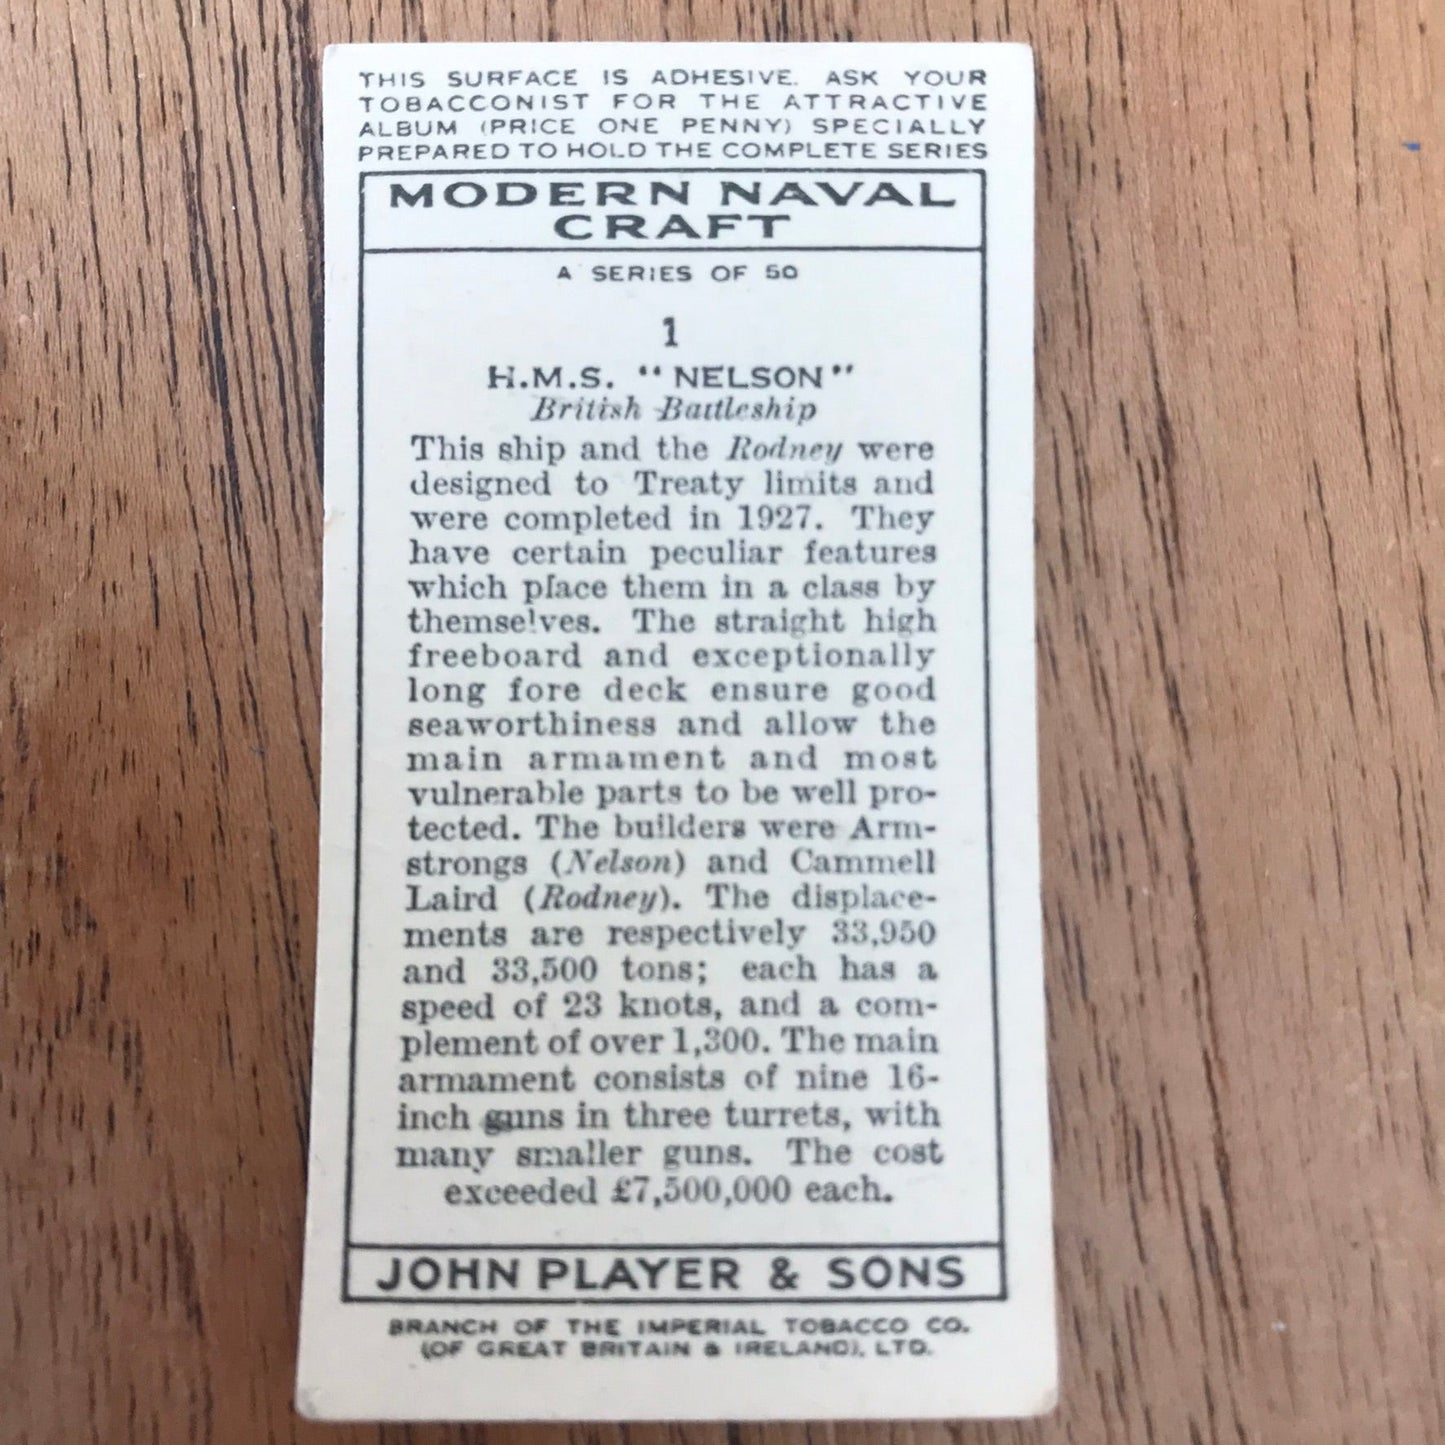 THIS SURFACE IS ADHESIVE. ASK YOUR
TOBACCONIST FOR THE ATTRACTIVE
ALBUM (PRICE ONE PENNY) SPECIALLY
PREPARED TO HOLD THE COMPLETE SERIES
MODERN NAVAL
CRAFT
A SERIES OF 50
1
H.M.S. "NELSON"
British Battleship
This ship and the Rodney were
designed to Treaty limits and
were completed in 1927. They
have certain peculiar features
which place them in a class by
themselves. The straight high
freeboard and exceptionally
long fore deck ensure good
seaworthiness and allow the
main armament and most
vulnerable parts to be well pro-
tected. The builders were Arm-
strongs (Nelson) and Cammell
Laird (Rodney). The displace-
ments are respectively 33,950
and 33,500 tons; each has a
speed of 23 knots, and a com-
plement of over 1,300. The main
armament consists of nine 16-
inch guns in three turrets, with
many smaller guns. The cost
exceeded £7,500,000 each.
JOHN PLAYER & SONS
BRANCH OF THE IMPERIAL TOBACCO CO.
(OF GREAT BRITAIN & IRELAND), LTD.